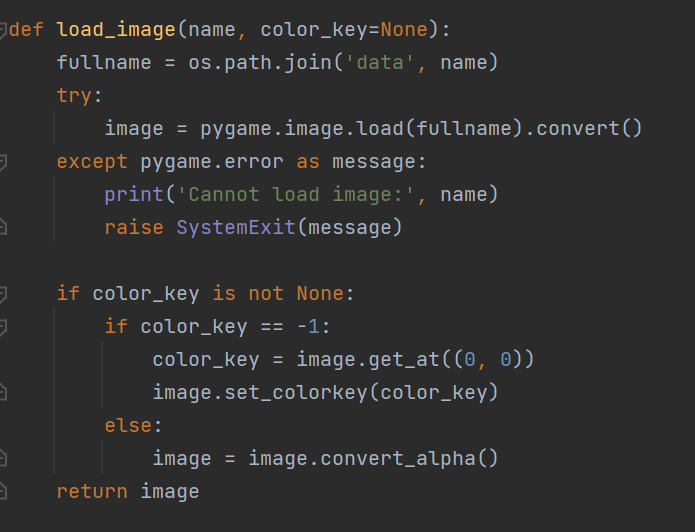 def load_image(name, color_key=None):
    fullname = os.path.join('data', name)
    try:
        image = pygame.image.load(fullname).convert()
    except pygame.error as message:
        print('Cannot load image:', name)
        raise SystemExit(message)

    if color_key is not None:
        if color_key == -1:
            color_key = image.get_at((0, 0))
            image.set_colorkey(color_key)
        else:
            image = image.convert_alpha()
    return image